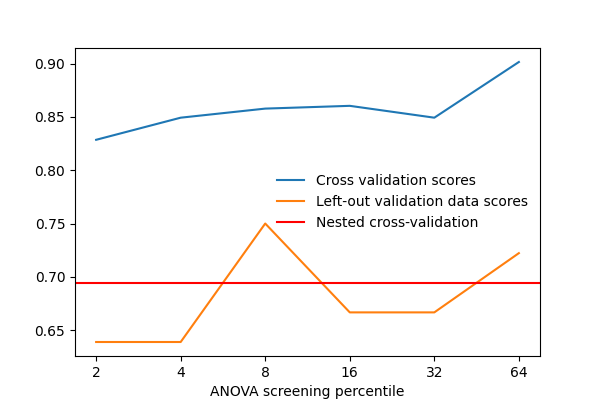 0.90
0.85
0.80
0.75
0.70
0.65
Cross validation scores
Left-out validation data scores
Nested cross-validation
2 4 8 16 32 64
ANOVA screening percentile